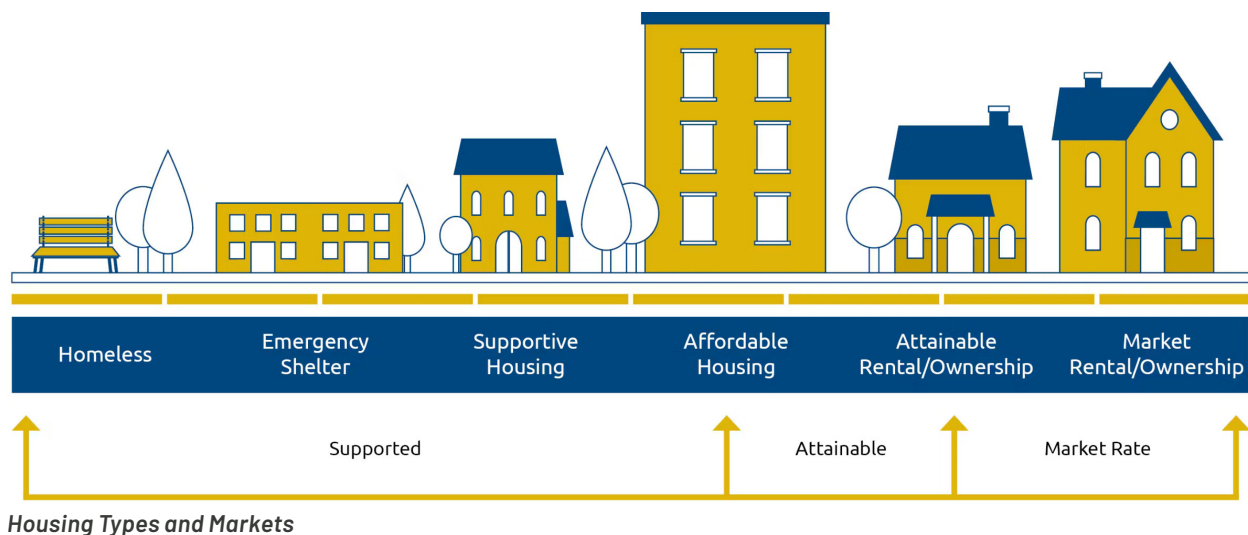 Homeless
Emergency
Shelter
Supportive
Housing
Affordable
Housing
Attainable
Rental/Ownership
Market
Rental/Ownership
Supported
Attainable
Market Rate
Housing Types and Markets